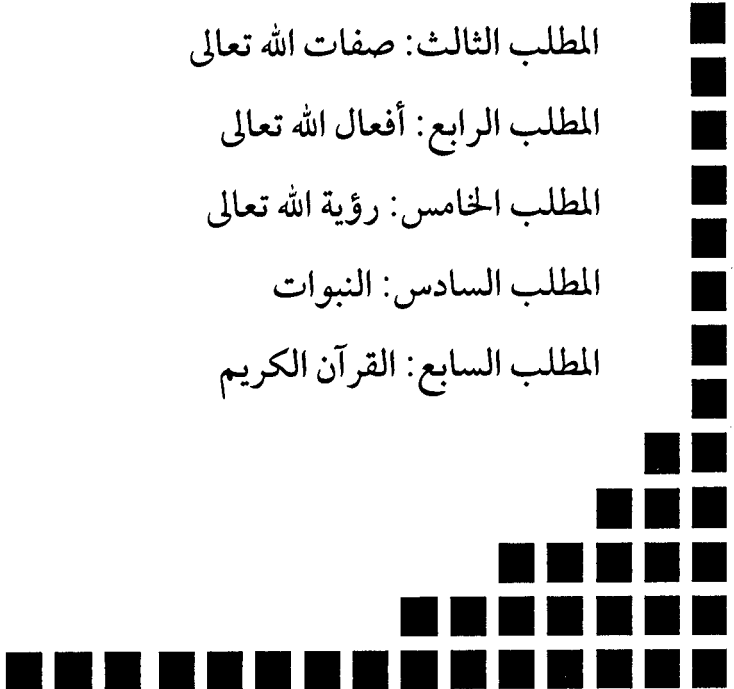 المطلب الثالث: صفات الله تعالى
المطلب الرابع: أفعال الله تعالى
المطلب الخامس: رؤية الله تعالى
المطلب السادس: النبوات
المطلب السابع: القرآن الكريم